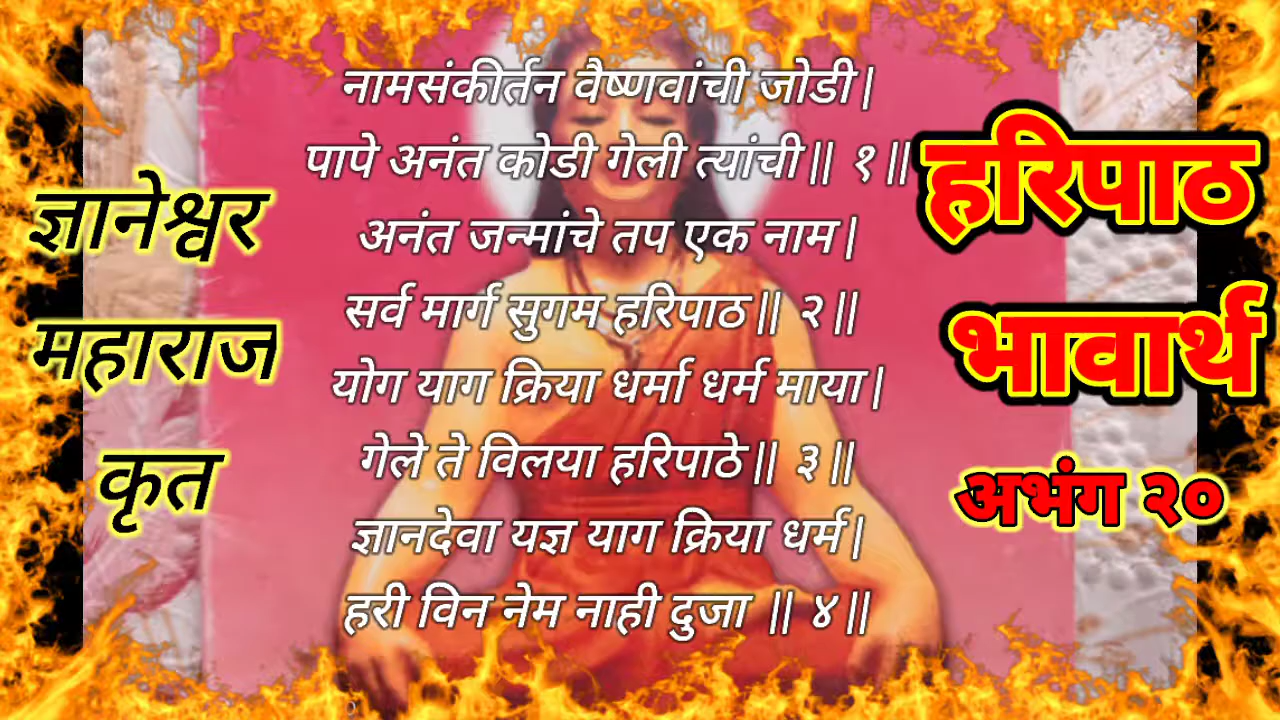 नामसंकीर्तन वैष्णवांची जोडी|
पापे अनंत कोडी गेली त्यांची|| १||
अनंत जन्मांचे तप एक नाम|
सर्व मार्ग सुगम हरिपाठ|| २||
योग याग क्रिया धर्मा धर्म माया|
गेले ते विलया हरिपाठे|| ३||
ज्ञानदेवा यज्ञ याग क्रिया धर्म|
हरी विन नेम नाही दुजा || ४||
ज्ञानेश्वर
महाराज
कृत
हरिपाठ
भावार्थ
अभंग २०